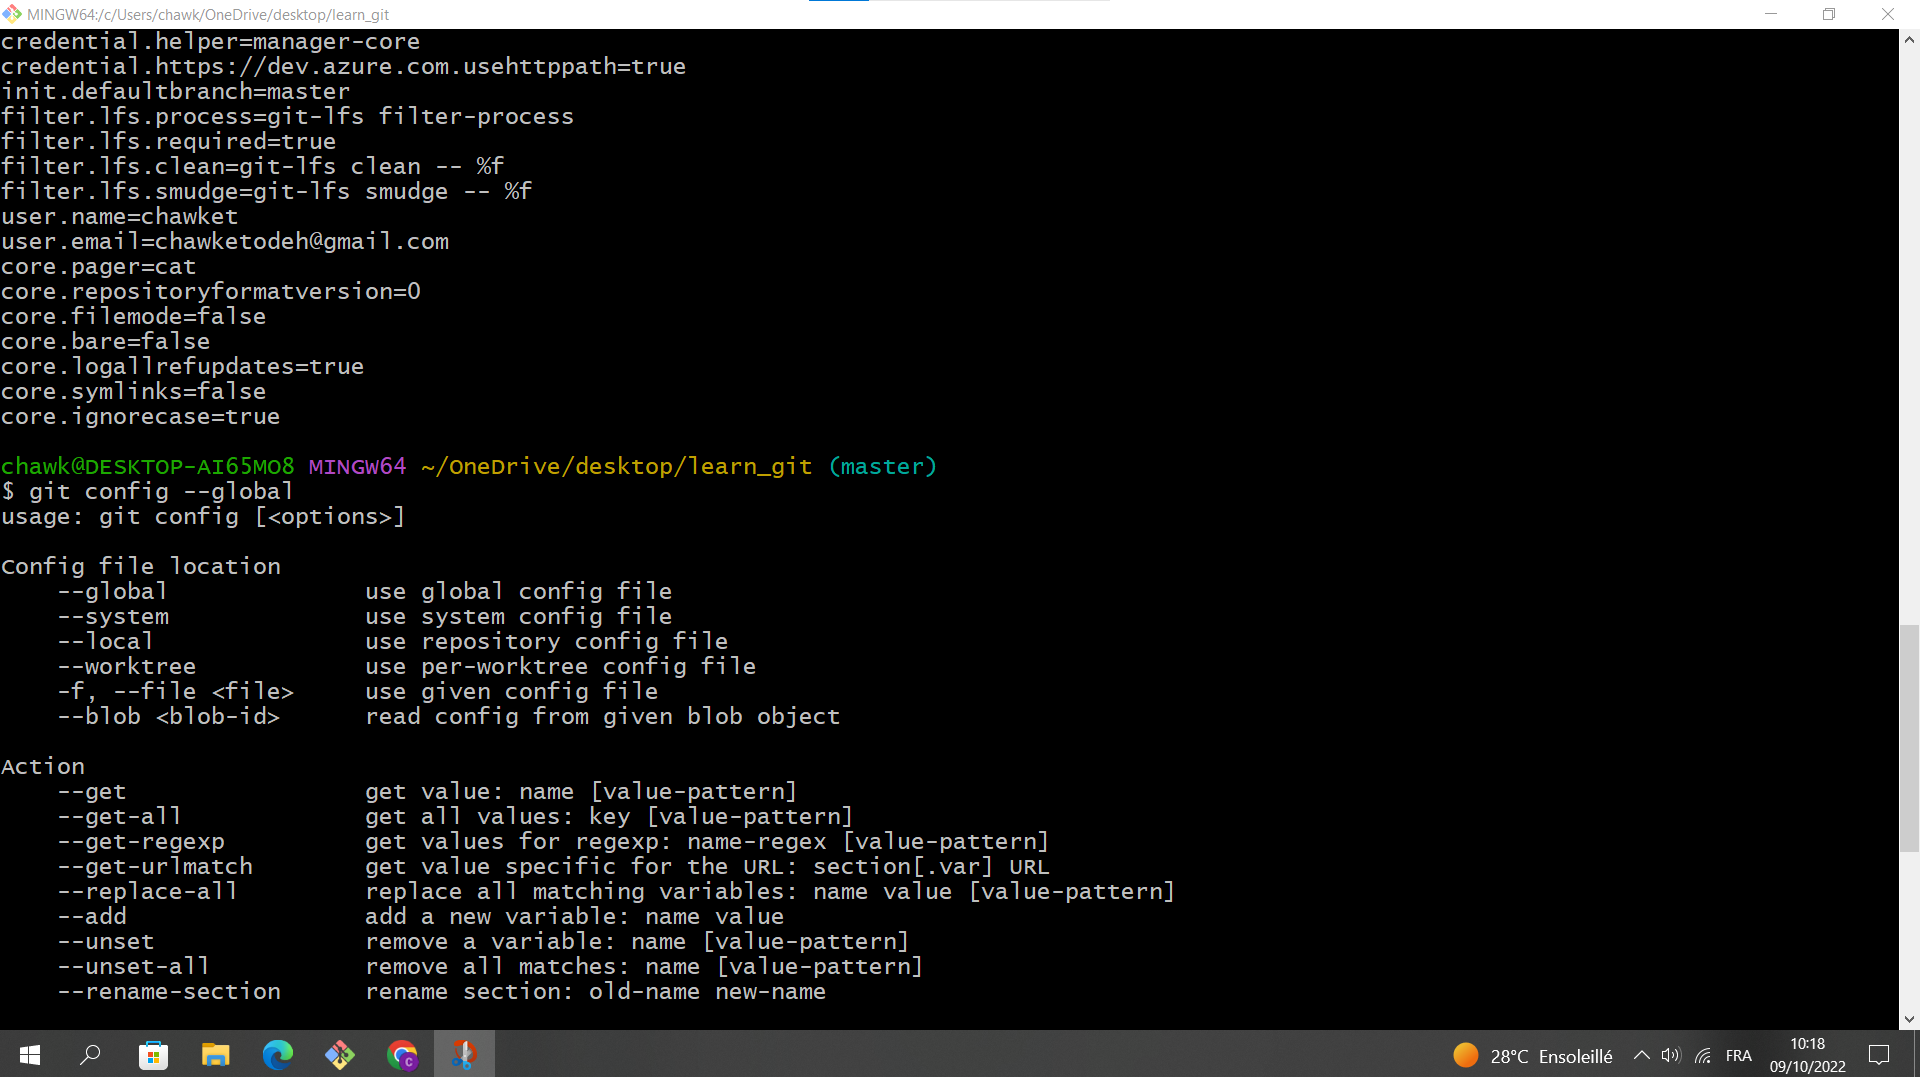 MINGW64:/c/Users/chawk/OneDrive/desktop/learn_git
credential.helper=manager-core
credential.https://dev.azure.com.usehttppath=true
init.defaultbranch=master
filter.lfs.process=git-lfs filter-process
filter.lfs.required=true
filter.lfs.clean=git-lfs clean -- %f
filter.lfs.smudge=git-lfs smudge -- %f
user.name=chawket
user.email=chawketodeh@gmail.com
core.pager=cat
core.repositoryformatversion=0
core.filemode=false
core.bare=false
core.logallrefupdates=true
core.symlinks=false
core.ignorecase=true
chawk@DESKTOP-AI65MO8 MINGW64 ~/OneDrive/desktop/learn_git (master)
$ git config --global
usage: git config [<options>]
Config file location
    --global              use global config file
    --system              use system config file
    --local               use repository config file
    --worktree            use per-worktree config file
    -f, --file <file>     use given config file
    --blob <blob-id>      read config from given blob object
Action
    --get                 get value: name [value-pattern]
    --get-all             get all values: key [value-pattern]
    --get-regexp          get values for regexp: name-regex [value-pattern]
    --get-urlmatch        get value specific for the URL: section[.var] URL
    --replace-all         replace all matching variables: name value [value-pattern]
    --add                 add a new variable: name value
    --unset               remove a variable: name [value-pattern]
    --unset-all           remove all matches: name [value-pattern]
    --rename-section      rename section: old-name new-name
28°C Ensoleillé
FRA
10:18
09/10/2022